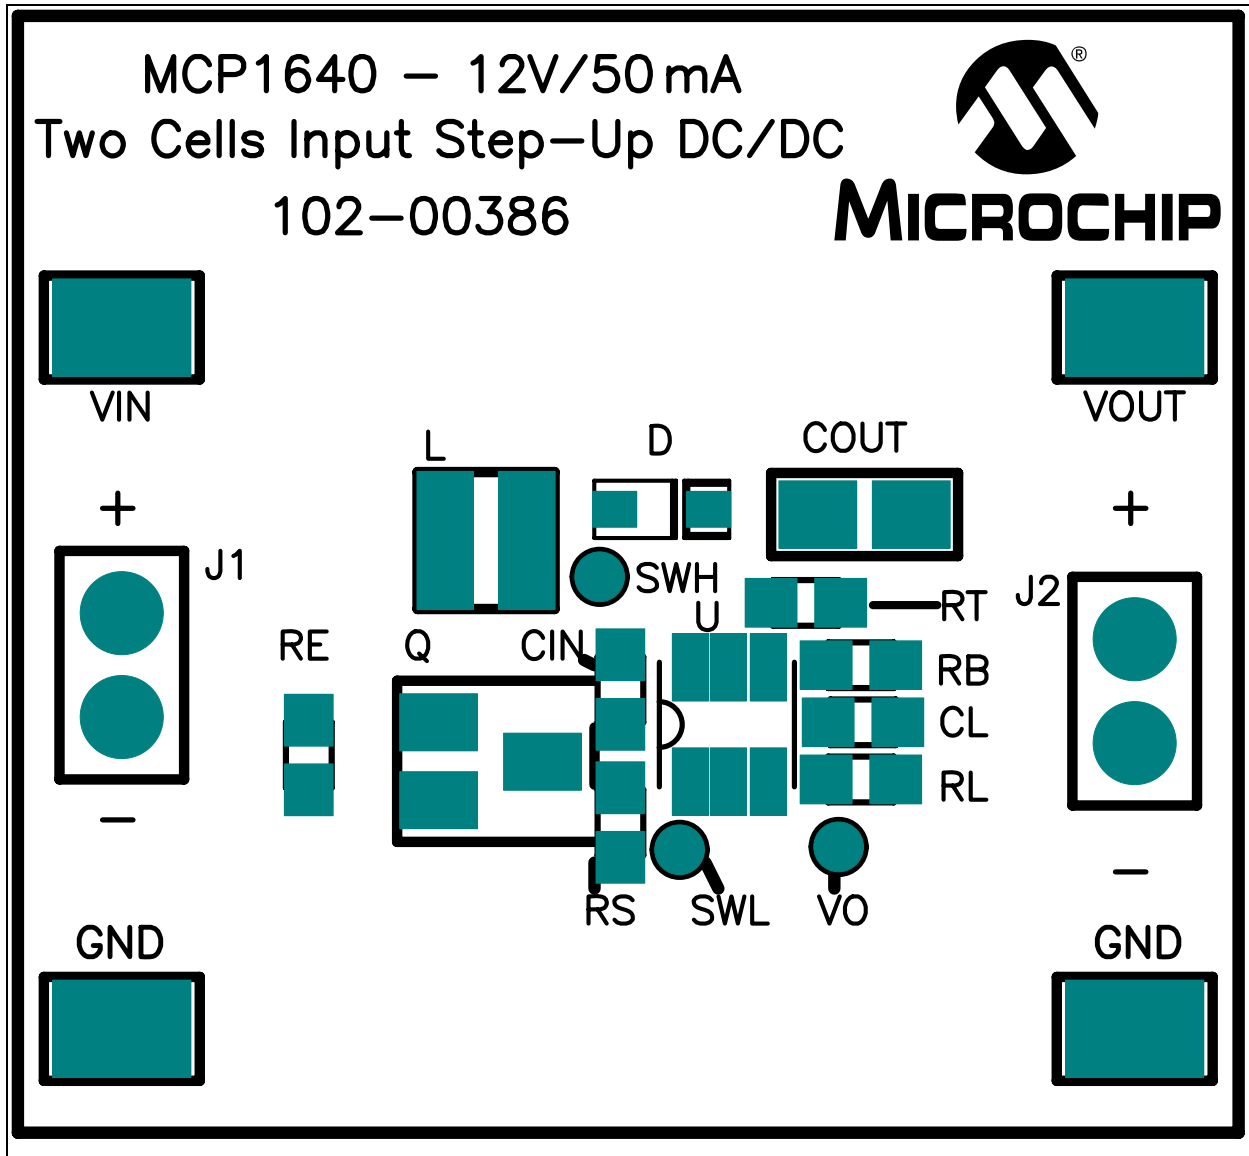 MCP1640 - 12V/50mA
Two Cells Input Step-Up DC/DC
102-00386
®
MICROCHIP
VIN
VOUT
L
D
COUT
+
+
J1
SWH
J2
U
RT
RE
Q
CIN
RB
CL
RL
-
-
RS
SWL
VO
GND
GND